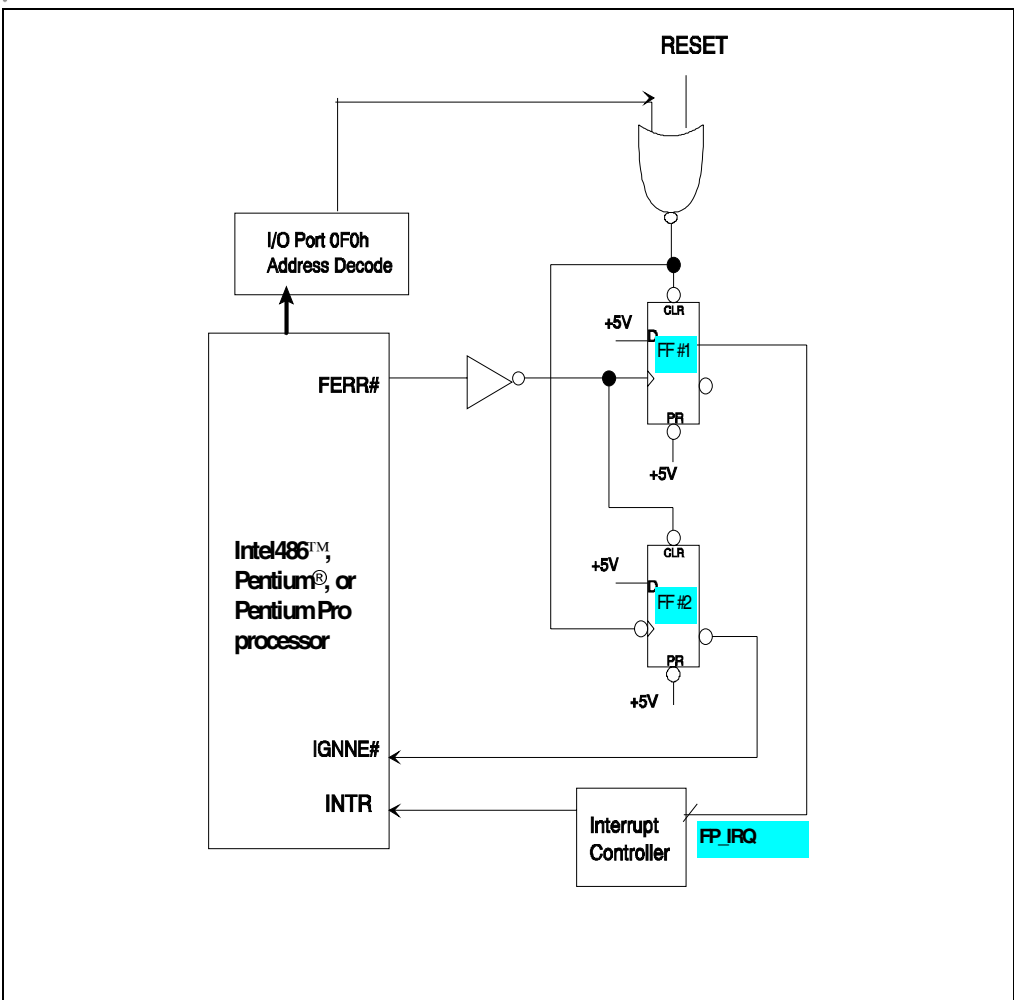 RESET
I/O Port 0F0h
Address Decode
+5V
CLR
D
FF #1
FERR#
PR
+5V
Intel486™,
Pentium®, or
Pentium Pro
processor
CLR
+5V
D
FF #2
PR
+5V
IGNNE#
INTR
Interrupt
Controller
FP_IRQ